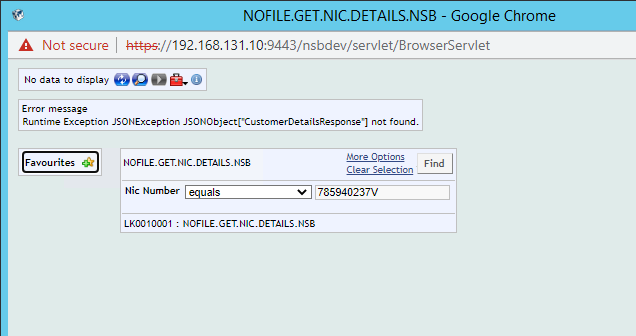 NOFILE.GET.NIC.DETAILS.NSB - Google Chrome
Not secure https://192.168.131.10:9443/nsbdev/servlet/BrowserServlet
No data to display
Error message
Runtime Exception JSONException JSONObject["CustomerDetailsResponse"] not found.
Favourites
NOFILE.GET.NIC.DETAILS.NSB More Options Find
Clear Selection
Nic Number equals 785940237V
LK0010001 : NOFILE.GET.NIC.DETAILS.NSB